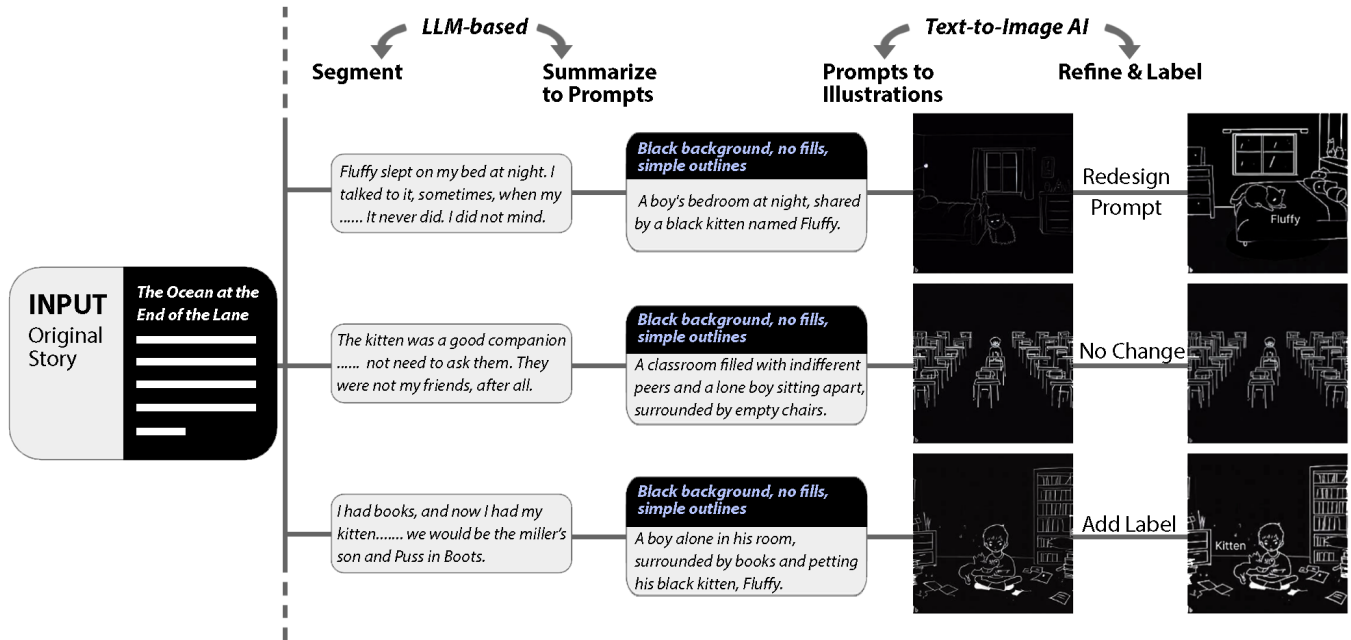 LLM-based
Text-to-Image AI
Segment
Summarize
to Prompts
Prompts to
Illustrations
Refine & Label
INPUT
Original
Story
The Ocean at the
End of the Lane
Fluffy slept on my bed at night. I
talked to it, sometimes, when my
...... It never did. I did not mind.
Black background, no fills,
simple outlines
A boy's bedroom at night, shared
by a black kitten named Fluffy.
Redesign
Prompt
Fluffy
The kitten was a good companion
...... not need to ask them. They
were not my friends, after all.
Black background, no fills,
simple outlines
A classroom filled with indifferent
peers and a lone boy sitting apart,
surrounded by empty chairs.
No Change
I had books, and now I had my
kitten....... we would be the miller's
son and Puss in Boots.
Black background, no fills,
simple outlines
A boy alone in his room,
surrounded by books and petting
his black kitten, Fluffy.
Add Label
Kitten